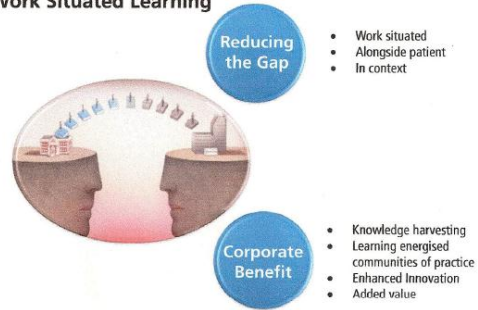 Work Situated Learning
Reducing
the Gap
• Work situated
• Alongside patient
• In context
Corporate
Benefit
• Knowledge harvesting
• Learning energised
communities of practice
• Enhanced Innovation
• Added value